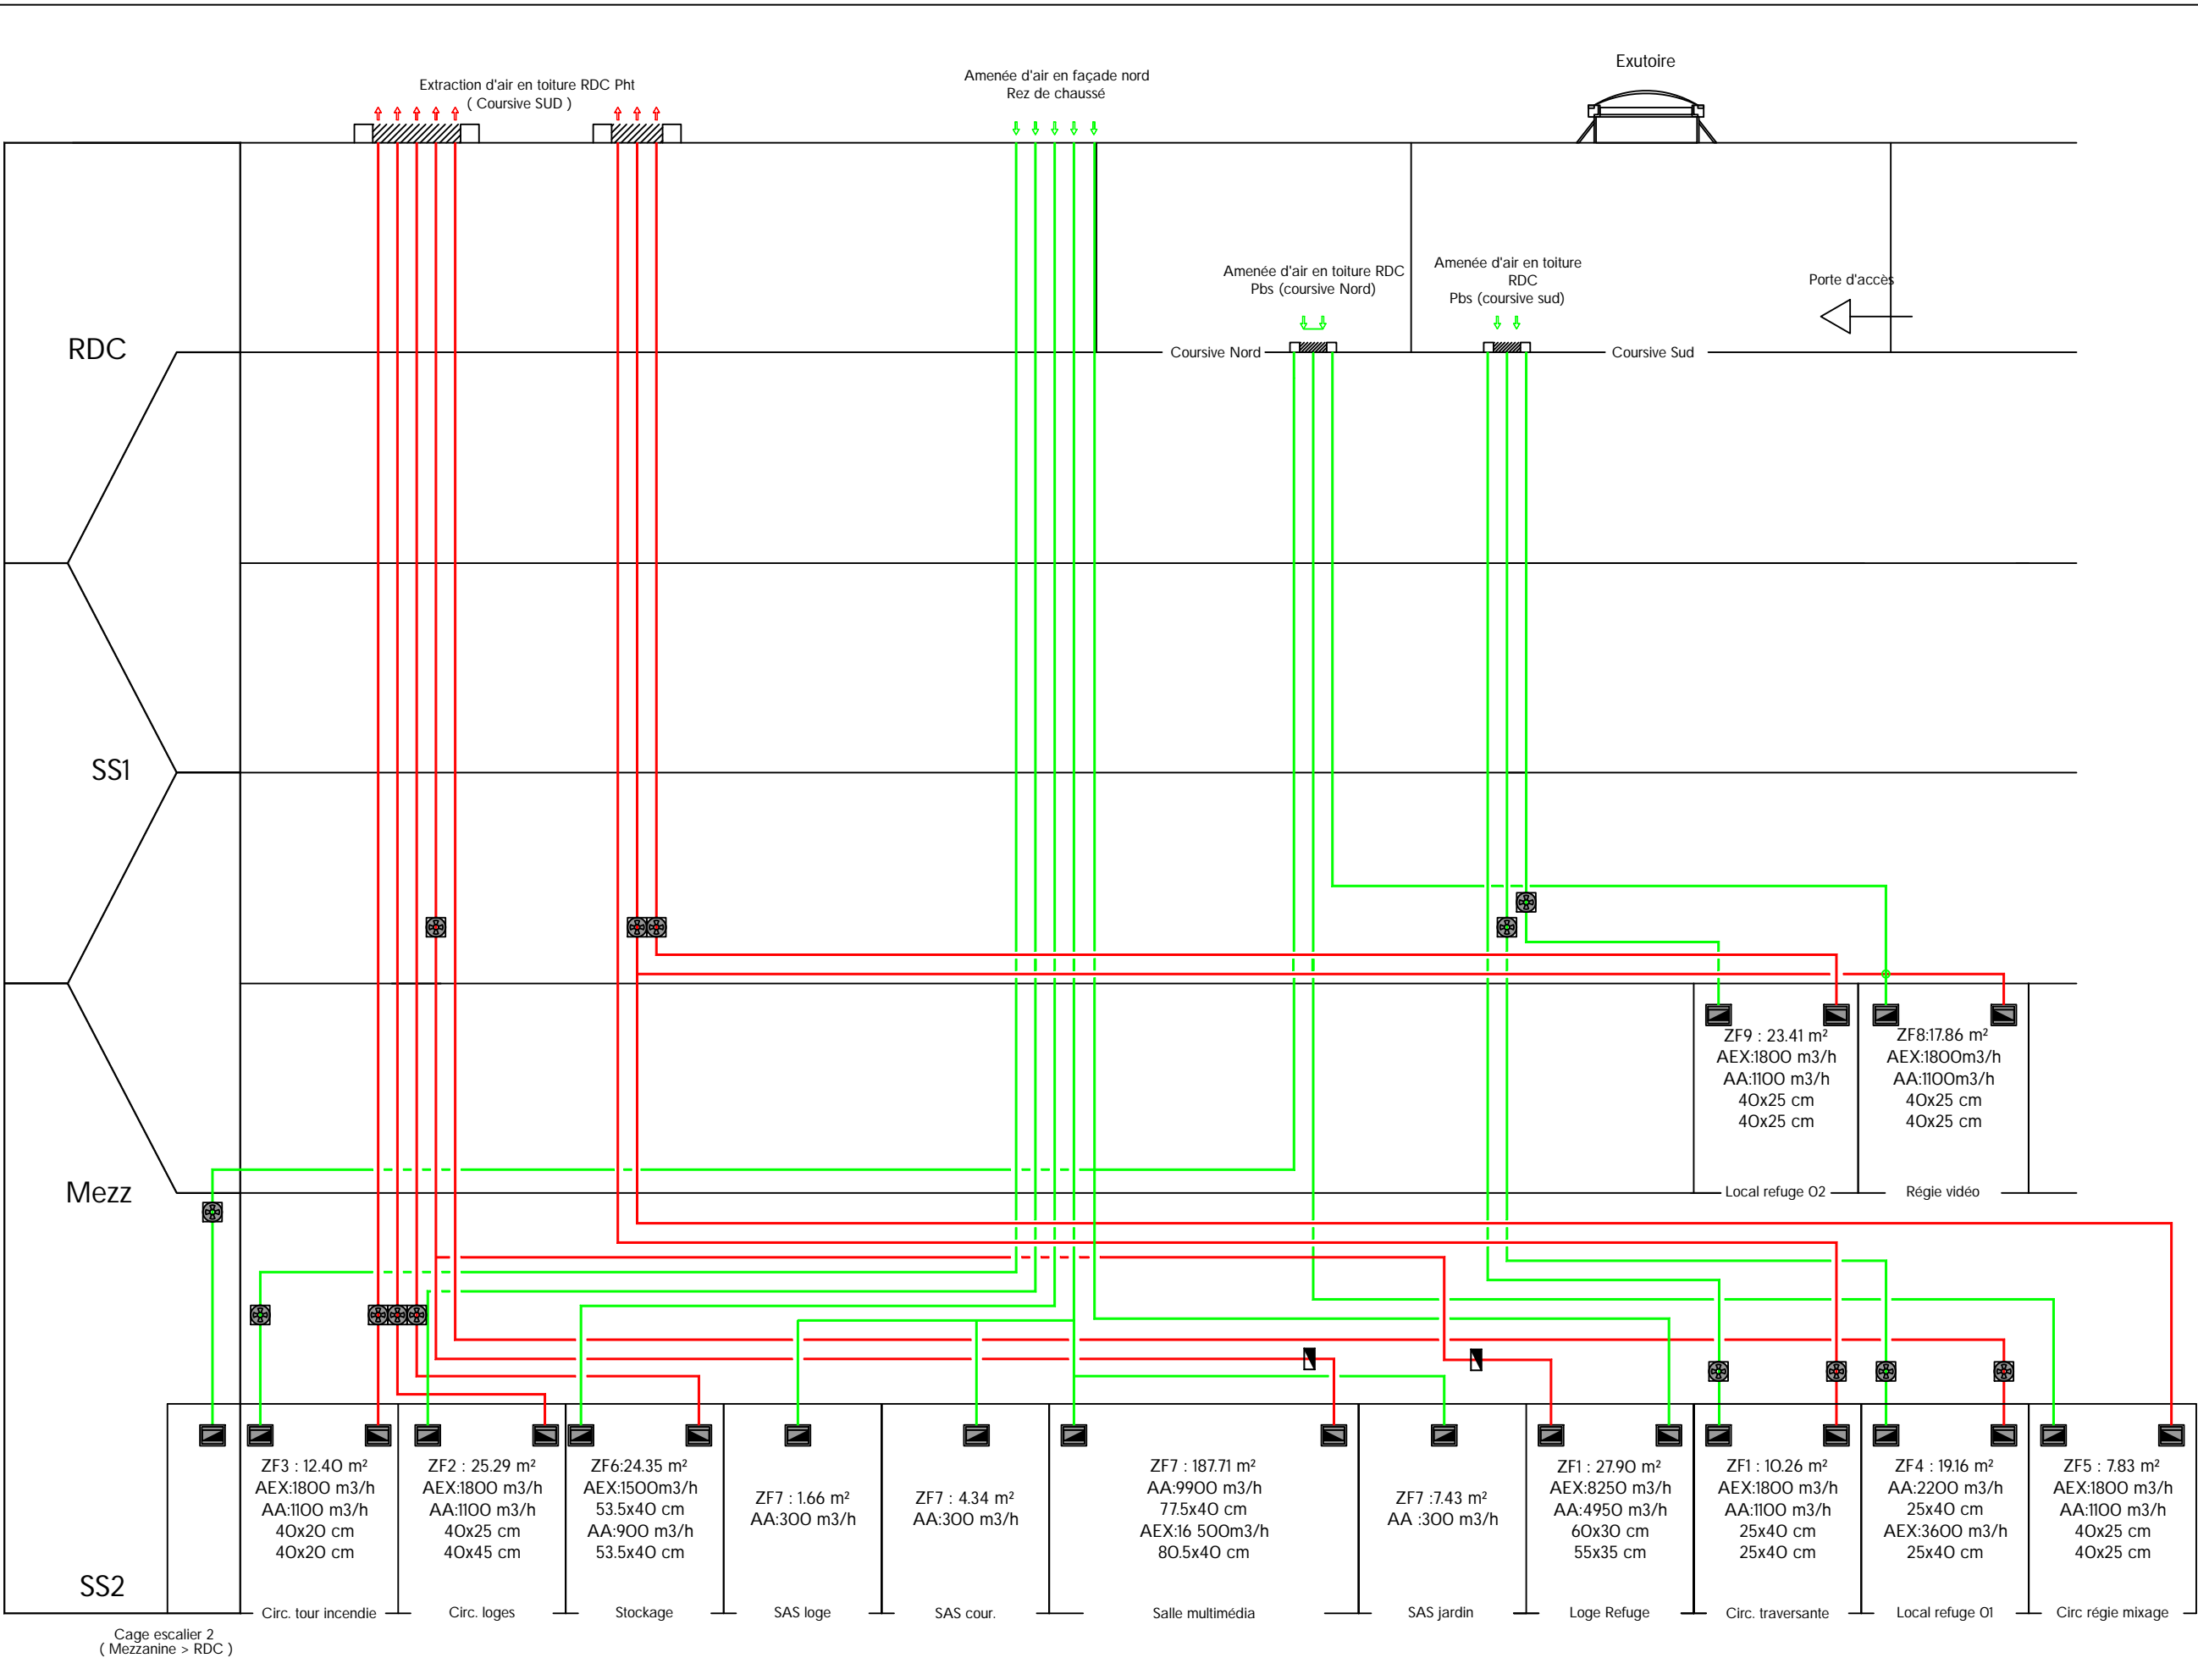 Exutoire
Extraction d'air en toiture RDC Pht
( Coursive SUD )
Amenée d'air en façade nord
Rez de chaussé
Amenée d'air en toiture RDC
Pbs (coursive Nord)
Amenée d'air en toiture
RDC
Pbs (coursive sud)
Porte d'accès
RDC
Coursive Nord
Coursive Sud
SS1
ZF9 : 23.41 m²
AEX:1800 m3/h
AA:1100 m3/h
40x25 cm
40x25 cm
Local refuge 02
ZF8:17.86 m²
AEX:1800m3/h
AA:1100m3/h
40x25 cm
40x25 cm
Régie vidéo
Mezz
SS2
Cage escalier 2
( Mezzanine > RDC )
ZF3 : 12.40 m²
AEX:1800 m3/h
AA:1100 m3/h
40x20 cm
40x20 cm
Circ. tour incendie
ZF2 : 25.29 m²
AEX:1800 m3/h
AA:1100 m3/h
40x25 cm
40x45 cm
Circ. loges
ZF6:24.35 m²
AEX:1500m3/h
53.5x40 cm
AA:900 m3/h
53.5x40 cm
Stockage
ZF7 : 1.66 m²
AA:300 m3/h
SAS loge
ZF7 : 4.34 m²
AA:300 m3/h
SAS cour.
ZF7 : 187.71 m²
AA:9900 m3/h
77.5x40 cm
AEX:16 500m3/h
80.5x40 cm
Salle multimédia
ZF7 :7.43 m²
AA :300 m3/h
SAS jardin
ZF1 : 27.90 m²
AEX:8250 m3/h
AA:4950 m3/h
60x30 cm
55x35 cm
Loge Refuge
ZF1 : 10.26 m²
AEX:1800 m3/h
AA:1100 m3/h
25x40 cm
25x40 cm
Circ. traversante
ZF4 : 19.16 m²
AA:2200 m3/h
25x40 cm
AEX:3600 m3/h
25x40 cm
Local refuge 01
ZF5 : 7.83 m²
AEX:1800 m3/h
AA:1100 m3/h
40x25 cm
40x25 cm
Circ régie mixage